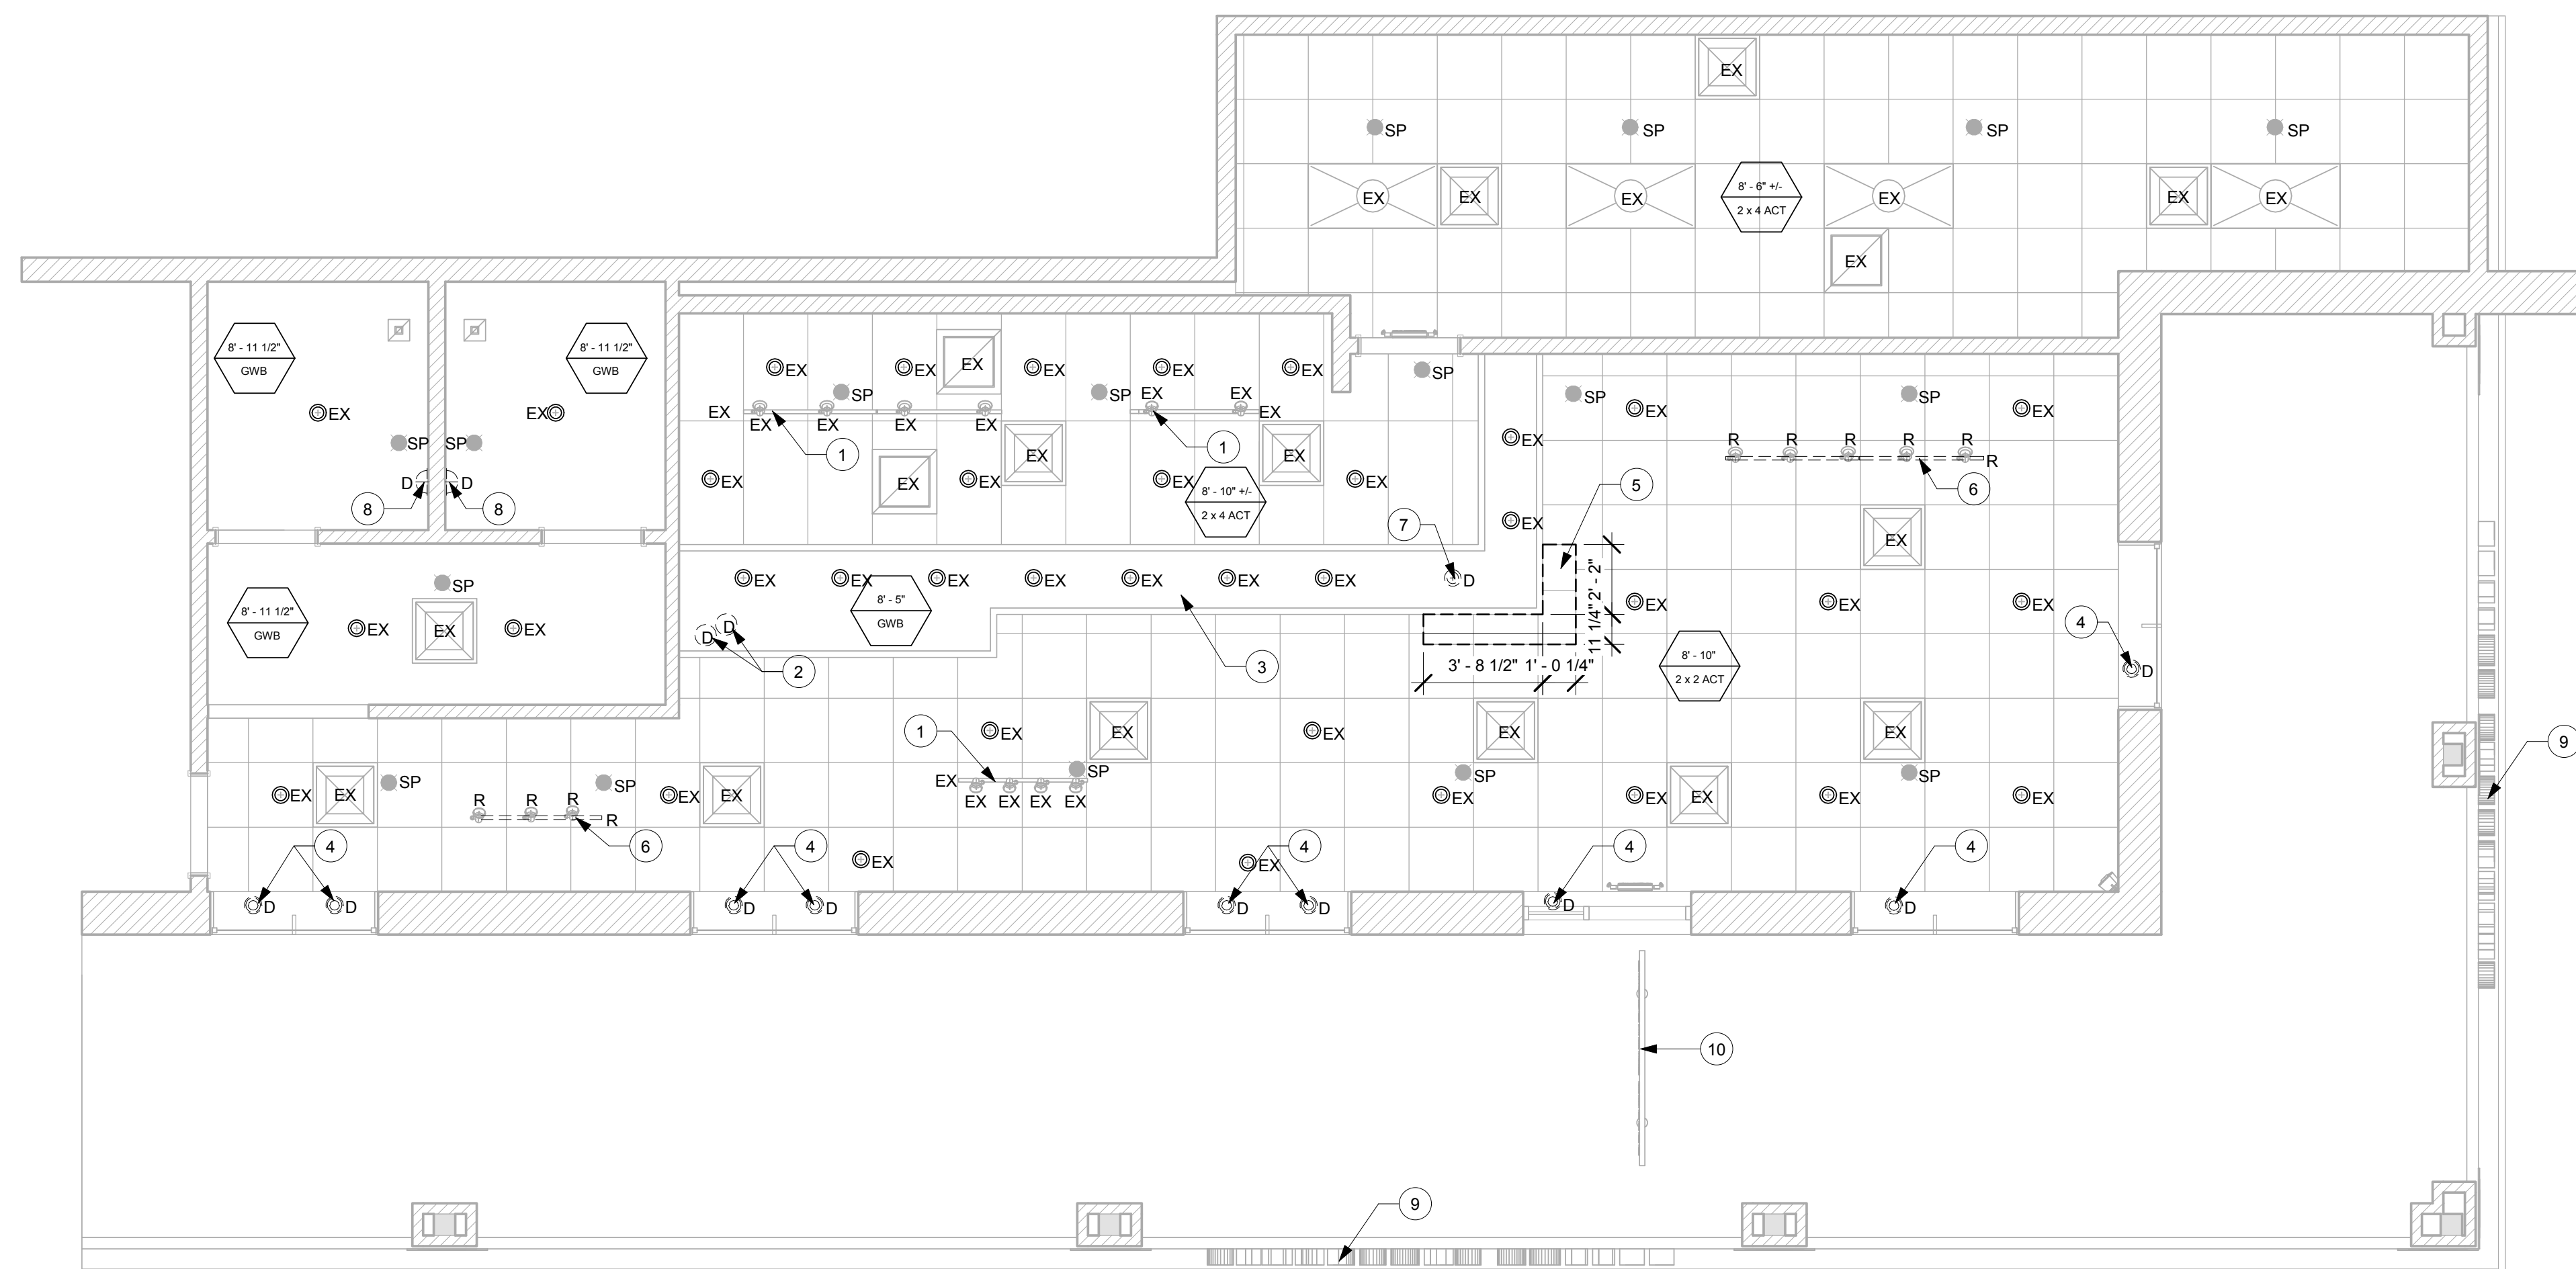 EX
SP SP SP SP
EX EX EX 8' - 6" +/- EX EX EX
2 x 4 ACT
EX
8' - 11 1/2" 8' - 11 1/2"
GWB GWB
EX EX
SP SP
D D
8 8
EX EX EX EX EX EX
SP SP EX EX SP
EX EX
EX EX EX EX
1 1
EX EX
EX EX EX EX EX
8' - 10" +/-
2 x 4 ACT
SP SP
EX EX EX
R R R R R
R
6
5
7
EX
EX
EX EX EX EX EX EX EX D
8' - 5"
GWB
D D
2
3
2' - 2"
11 1/4"
3' - 8 1/2" 1' - 0 1/4"
8' - 10"
2 x 2 ACT
EX EX EX
4
D
SP
8' - 11 1/2" EX EX EX
GWB
1 EX EX EX EX EX
EX SP SP SP
EX EX EX EX
EX EX SP SP EX EX
R R R R
6
EX EX EX EX EX
4 4 EX EX 4 4 4
D D D D D D D D
9
10
9